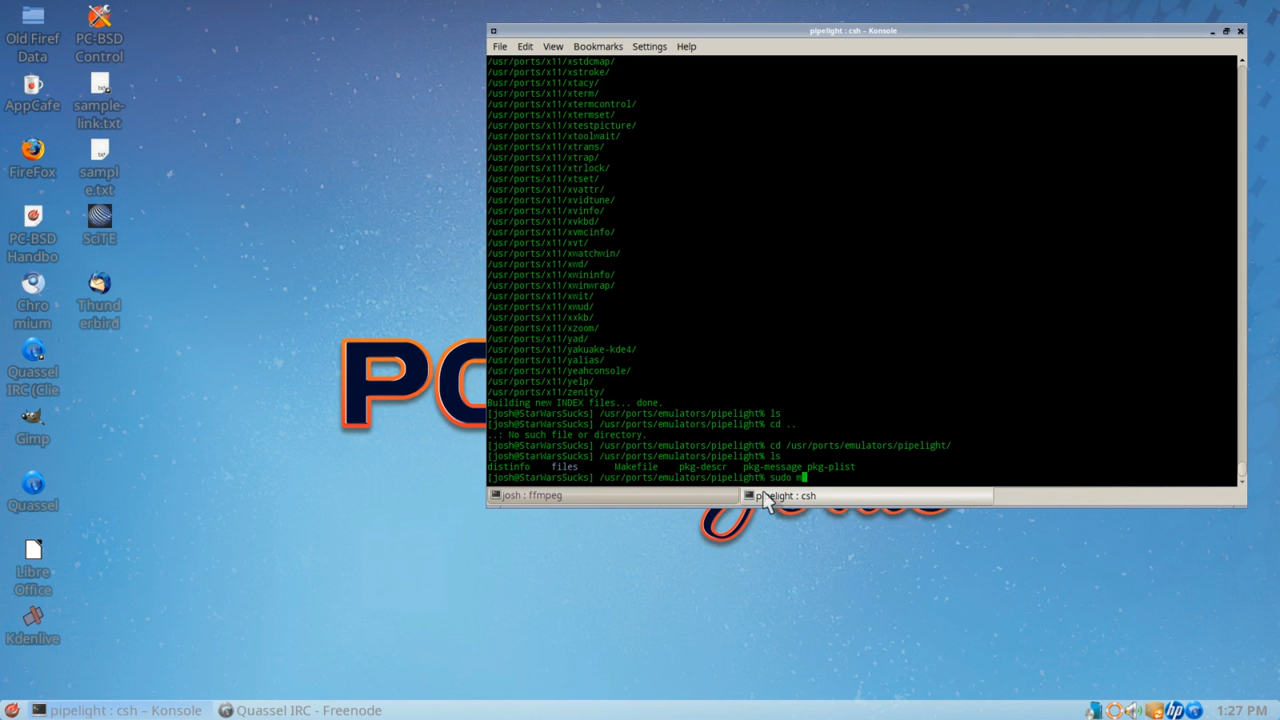 Old Firef
Data
PC-BSD
Control
AppCafe
sample-
link.txt
FireFox
sampl
e.txt
PC-BSD
Handbo
SciTE
Chro
mium
Thund
erbird
Quassel
IRC (Clie
Gimp
Quassel
Libre
Office
Kdenlive
PC
pipelight : csh – Konsole
File Edit View Bookmarks Settings Help
/usr/ports/x11/xstdcmap/
/usr/ports/x11/xstroke/
/usr/ports/x11/xtacy/
/usr/ports/x11/xterm/
/usr/ports/x11/xtermcontrol/
/usr/ports/x11/xtermset/
/usr/ports/x11/xtestpicture/
/usr/ports/x11/xtoolwait/
/usr/ports/x11/xtrans/
/usr/ports/x11/xtrap/
/usr/ports/x11/xtrlock/
/usr/ports/x11/xtset/
/usr/ports/x11/xvattr/
/usr/ports/x11/xvidtune/
/usr/ports/x11/xvinfo/
/usr/ports/x11/xvkbd/
/usr/ports/x11/xvmcinfo/
/usr/ports/x11/xvt/
/usr/ports/x11/xwatchwin/
/usr/ports/x11/xwd/
/usr/ports/x11/xwininfo/
/usr/ports/x11/xwinwrap/
/usr/ports/x11/xwit/
/usr/ports/x11/xwud/
/usr/ports/x11/xxkb/
/usr/ports/x11/xzoom/
/usr/ports/x11/yad/
/usr/ports/x11/yakuake-kde4/
/usr/ports/x11/yalias/
/usr/ports/x11/yeahconsole/
/usr/ports/x11/yelp/
/usr/ports/x11/zenity/
Building new INDEX files... done.
[josh@StarWarsSucks] /usr/ports/emulators/pipelight% ls
[josh@StarWarsSucks] /usr/ports/emulators/pipelight% cd ..
..: No such file or directory.
[josh@StarWarsSucks] /usr/ports/emulators/pipelight% cd /usr/ports/emulators/pipelight/
[josh@StarWarsSucks] /usr/ports/emulators/pipelight% ls
distinfo files Makefile pkg-descr pkg-message pkg-plist
[josh@StarWarsSucks] /usr/ports/emulators/pipelight% sudo m
josh : ffmpeg
pipelight : csh
pipelight : csh – Konsole
Quassel IRC - Freenode
hp
1:27 PM